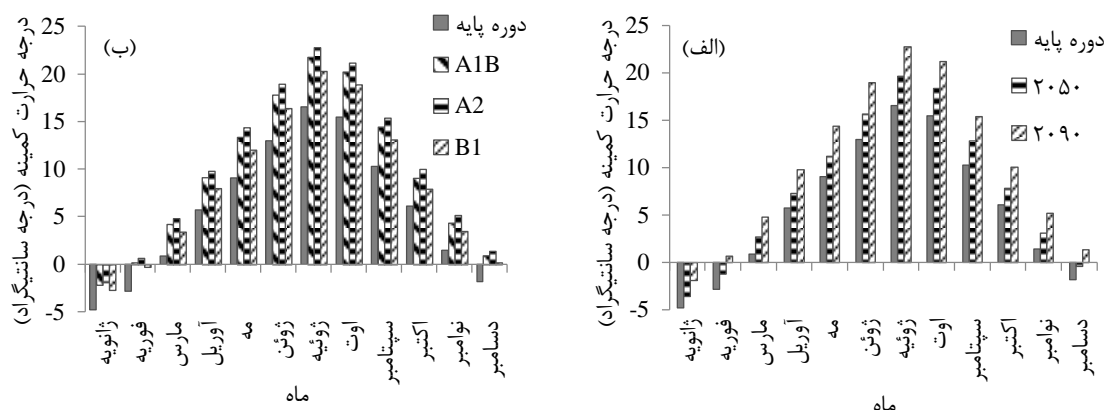 (الف)
درجه حرارت کمینه (درجه سانتیگراد)
25
20
15
10
5
0
-5
دوره پایه
۲۰۵۰
۲۰۹۰
ژانویه
فوریه
مارس
آوریل
مه
ژوئن
ژوئیه
اوت
سپتامبر
اکتبر
نوامبر
دسامبر
ماه
(ب)
درجه حرارت کمینه (درجه سانتیگراد)
25
20
15
10
5
0
-5
دوره پایه
A1B
A2
B1
ژانویه
فوریه
مارس
آوریل
مه
ژوئن
ژوئیه
اوت
سپتامبر
اکتبر
نوامبر
دسامبر
ماه